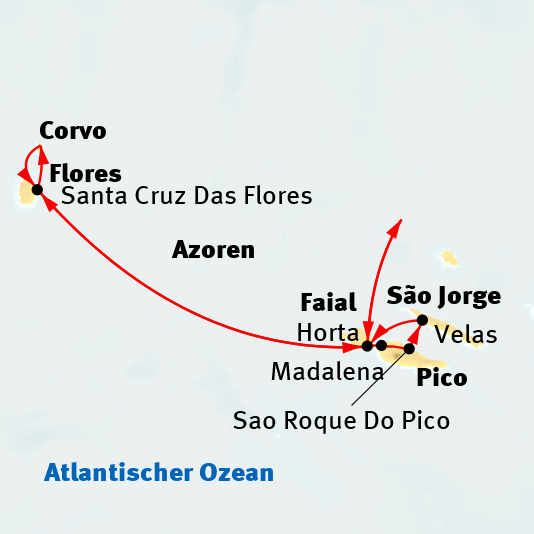 Corvo
Flores
Santa Cruz Das Flores
Azoren
São Jorge
Faial
Horta
Velas
Madalena
Pico
Sao Roque Do Pico
Atlantischer Ozean